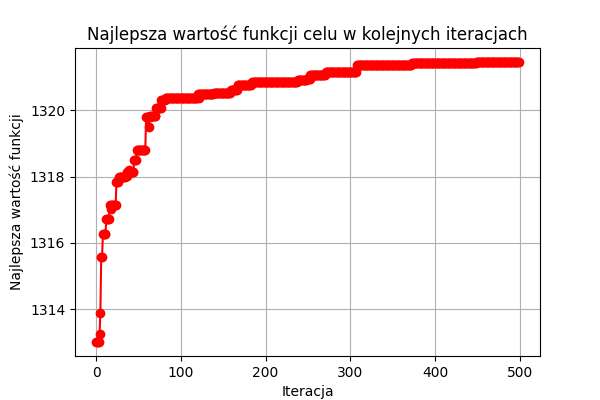 Najlepsza wartość funkcji celu w kolejnych iteracjach
Najlepsza wartość funkcji
1320
1318
1316
1314
0 100 200 300 400 500
Iteracja